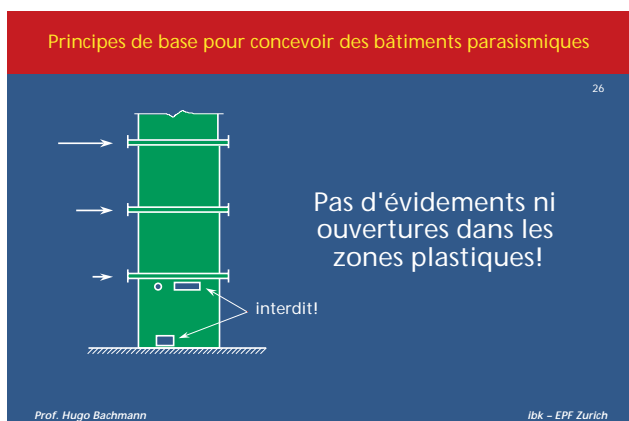 Principes de base pour concevoir des bâtiments parasismiques
26
Pas d'évidements ni
ouvertures dans les
zones plastiques!
interdit!
Prof. Hugo Bachmann
ibk – EPF Zurich